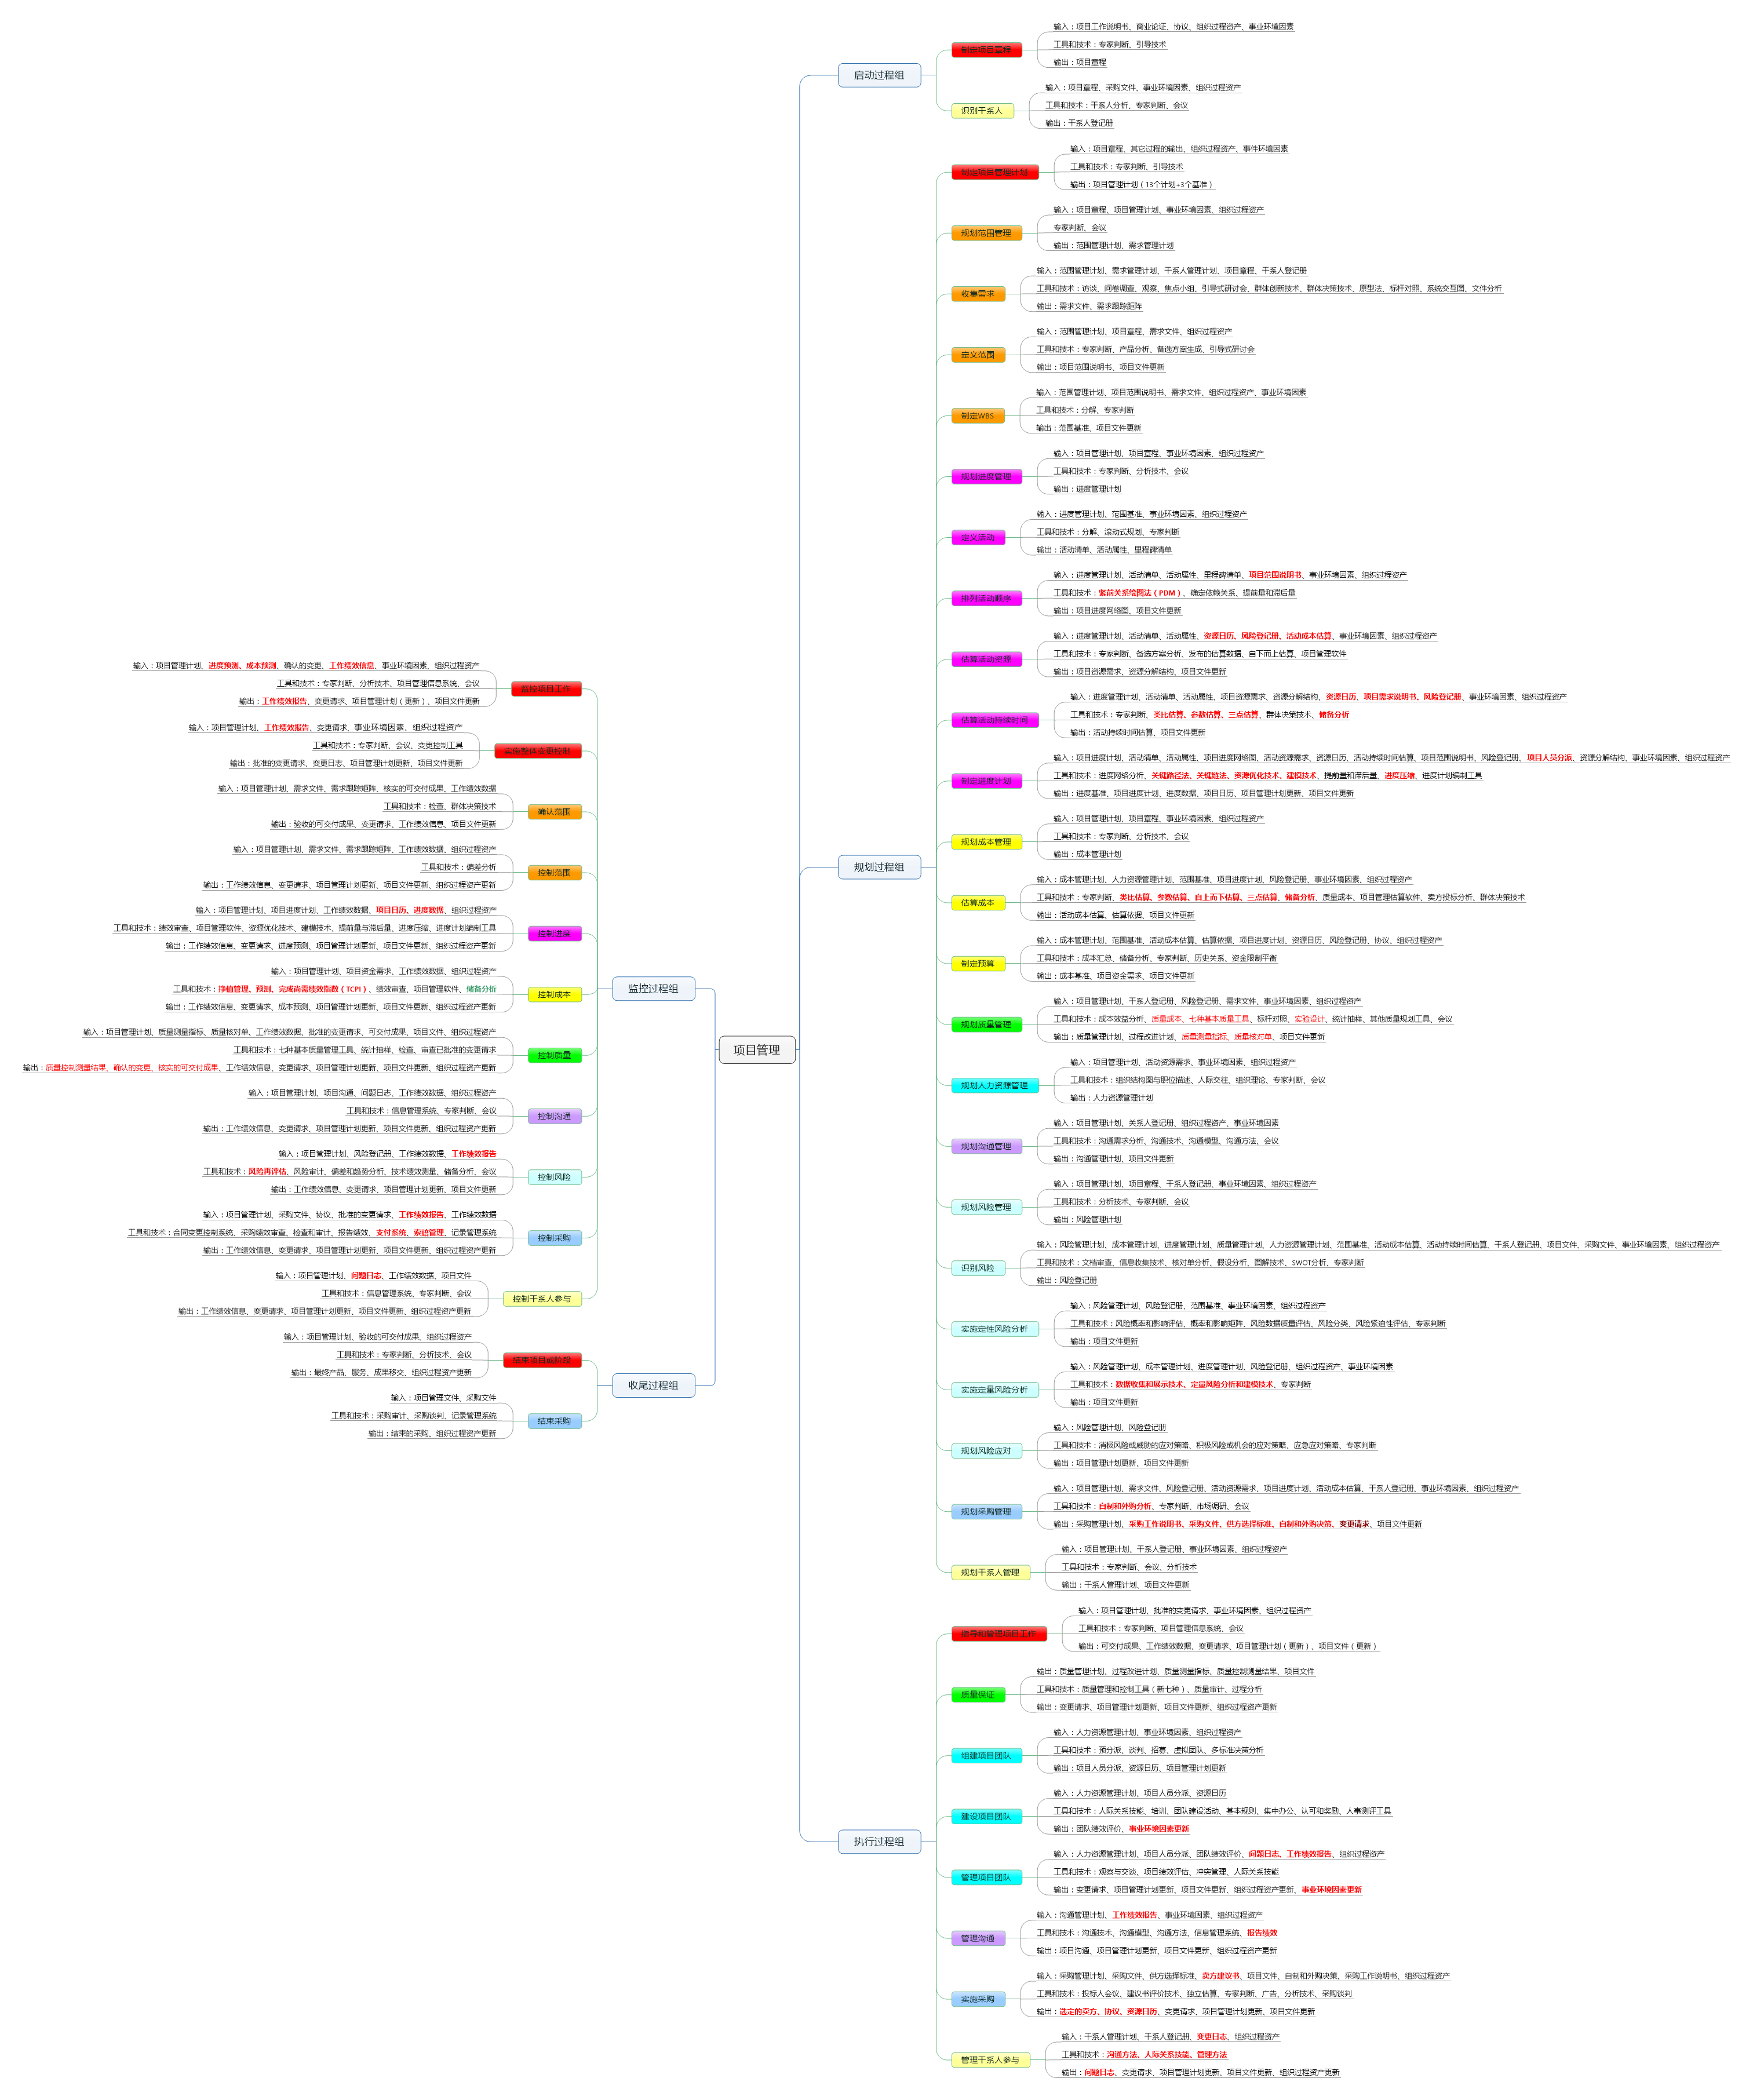 项目管理
启动过程组
制定项目章程
输入：项目工作说明书、商业论证、协议、组织过程资产、事业环境因素
工具和技术：专家判断、引导技术
输出：项目章程
识别干系人
输入：项目章程、采购文件、事业环境因素、组织过程资产
工具和技术：干系人分析、专家判断、会议
输出：干系人登记册
规划过程组
制定项目管理计划
输入：项目章程、其它过程的输出、组织过程资产、事件环境因素
工具和技术：专家判断、引导技术
输出：项目管理计划（13个计划+3个基准）
规划范围管理
输入：项目章程、项目管理计划、事业环境因素、组织过程资产
专家判断、会议
输出：范围管理计划、需求管理计划
收集需求
输入：范围管理计划、需求管理计划、干系人管理计划、项目章程、干系人登记册
工具和技术：访谈、问卷调查、观察、焦点小组、引导式研讨会、群体创新技术、群体决策技术、原型法、标杆对照、系统交互图、文件分析
输出：需求文件、需求跟踪距阵
定义范围
输入：范围管理计划、项目章程、需求文件、组织过程资产
工具和技术：专家判断、产品分析、备选方案生成、引导式研讨会
输出：项目范围说明书、项目文件更新
制定WBS
输入：范围管理计划、项目范围说明书、需求文件、组织过程资产、事业环境因素
工具和技术：分解、专家判断
输出：范围基准、项目文件更新
规划进度管理
输入：项目管理计划、项目章程、事业环境因素、组织过程资产
工具和技术：专家判断、分析技术、会议
输出：进度管理计划
定义活动
输入：进度管理计划、范围基准、事业环境因素、组织过程资产
工具和技术：分解、滚动式规划、专家判断
输出：活动清单、活动属性、里程碑清单
排列活动顺序
输入：进度管理计划、活动清单、活动属性、里程碑清单、项目范围说明书、事业环境因素、组织过程资产
工具和技术：紧前关系绘图法（PDM）、确定依赖关系、提前量和滞后量
输出：项目进度网络图、项目文件更新
估算活动资源
输入：进度管理计划、活动清单、活动属性、资源日历、风险登记册、活动成本估算、事业环境因素、组织过程资产
工具和技术：专家判断、备选方案分析、发布的估算数据、自下而上估算、项目管理软件
输出：项目资源需求、资源分解结构、项目文件更新
估算活动持续时间
输入：进度管理计划、活动清单、活动属性、项目资源需求、资源分解结构、资源日历、项目需求说明书、风险登记册、事业环境因素、组织过程资产
工具和技术：专家判断、类比估算、参数估算、三点估算、群体决策技术、储备分析
输出：活动持续时间估算、项目文件更新
制定进度计划
输入：项目进度计划、活动清单、活动属性、项目进度网络图、活动资源需求、资源日历、活动持续时间估算、项目范围说明书、风险登记册、项目人员分派、资源分解结构、事业环境因素、组织过程资产
工具和技术：进度网络分析、关键路径法、关键链法、资源优化技术、建模技术、提前量和滞后量、进度压缩、进度计划编制工具
输出：进度基准、项目进度计划、进度数据、项目日历、项目管理计划更新、项目文件更新
规划成本管理
输入：项目管理计划、项目章程、事业环境因素、组织过程资产
工具和技术：专家判断、分析技术、会议
输出：成本管理计划
估算成本
输入：成本管理计划、人力资源管理计划、范围基准、项目进度计划、风险登记册、事业环境因素、组织过程资产
工具和技术：专家判断、类比估算、参数估算、自上而下估算、三点估算、储备分析、质量成本、项目管理估算软件、卖方投标分析、群体决策技术
输出：活动成本估算、估算依据、项目文件更新
制定预算
输入：成本管理计划、范围基准、活动成本估算、估算依据、项目进度计划、资源日历、风险登记册、协议、组织过程资产
工具和技术：成本汇总、储备分析、专家判断、历史关系、资金限制平衡
输出：成本基准、项目资金需求、项目文件更新
规划质量管理
输入：项目管理计划、干系人登记册、风险登记册、需求文件、事业环境因素、组织过程资产
工具和技术：成本效益分析、质量成本、七种基本质量工具、标杆对照、实验设计、统计抽样、其他质量规划工具、会议
输出：质量管理计划、过程改进计划、质量测量指标、质量核对单、项目文件更新
规划人力资源管理
输入：项目管理计划、活动资源需求、事业环境因素、组织过程资产
工具和技术：组织结构图与职位描述、人际交往、组织理论、专家判断、会议
输出：人力资源管理计划
规划沟通管理
输入：项目管理计划、关系人登记册、组织过程资产、事业环境因素
工具和技术：沟通需求分析、沟通技术、沟通模型、沟通方法、会议
输出：沟通管理计划、项目文件更新
规划风险管理
输入：项目管理计划、项目章程、干系人登记册、事业环境因素、组织过程资产
工具和技术：分析技术、专家判断、会议
输出：风险管理计划
识别风险
输入：风险管理计划、成本管理计划、进度管理计划、质量管理计划、人力资源管理计划、范围基准、活动成本估算、活动持续时间估算、干系人登记册、项目文件、采购文件、事业环境因素、组织过程资产
工具和技术：文档审查、信息收集技术、核对单分析、假设分析、图解技术、SWOT分析、专家判断
输出：风险登记册
实施定性风险分析
输入：风险管理计划、风险登记册、范围基准、事业环境因素、组织过程资产
工具和技术：风险概率和影响评估、概率和影响矩阵、风险数据质量评估、风险分类、风险紧迫性评估、专家判断
输出：项目文件更新
实施定量风险分析
输入：风险管理计划、成本管理计划、进度管理计划、风险登记册、组织过程资产、事业环境因素
工具和技术：数据收集和展示技术、定量风险分析和建模技术、专家判断
输出：项目文件更新
规划风险应对
输入：风险管理计划、风险登记册
工具和技术：消极风险或威胁的应对策略、积极风险或机会的应对策略、应急应对策略、专家判断
输出：项目管理计划更新、项目文件更新
规划采购管理
输入：项目管理计划、需求文件、风险登记册、活动资源需求、项目进度计划、活动成本估算、干系人登记册、事业环境因素、组织过程资产
工具和技术：自制和外购分析、专家判断、市场调研、会议
输出：采购管理计划、采购工作说明书、采购文件、供方选择标准、自制和外购决策、变更请求、项目文件更新
规划干系人管理
输入：项目管理计划、干系人登记册、事业环境因素、组织过程资产
工具和技术：专家判断、会议、分析技术
输出：干系人管理计划、项目文件更新
执行过程组
指导和管理项目工作
输入：项目管理计划、批准的变更请求、事业环境因素、组织过程资产
工具和技术：专家判断、项目管理信息系统、会议
输出：可交付成果、工作绩效数据、变更请求、项目管理计划（更新）、项目文件（更新）
质量保证
输出：质量管理计划、过程改进计划、质量测量指标、质量控制测量结果、项目文件
工具和技术：质量管理和控制工具（新七种）、质量审计、过程分析
输出：变更请求、项目管理计划更新、项目文件更新、组织过程资产更新
组建项目团队
输入：人力资源管理计划、事业环境因素、组织过程资产
工具和技术：预分派、谈判、招募、虚拟团队、多标准决策分析
输出：项目人员分派、资源日历、项目管理计划更新
建设项目团队
输入：人力资源管理计划、项目人员分派、资源日历
工具和技术：人际关系技能、培训、团队建设活动、基本规则、集中办公、认可和奖励、人事测评工具
输出：团队绩效评价、事业环境因素更新
管理项目团队
输入：人力资源管理计划、项目人员分派、团队绩效评价、问题日志、工作绩效报告、组织过程资产
工具和技术：观察与交谈、项目绩效评估、冲突管理、人际关系技能
输出：变更请求、项目管理计划更新、项目文件更新、组织过程资产更新、事业环境因素更新
管理沟通
输入：沟通管理计划、工作绩效报告、事业环境因素、组织过程资产
工具和技术：沟通技术、沟通模型、沟通方法、信息管理系统、报告绩效
输出：项目沟通、项目管理计划更新、项目文件更新、组织过程资产更新
实施采购
输入：采购管理计划、采购文件、供方选择标准、卖方建议书、项目文件、自制和外购决策、采购工作说明书、组织过程资产
工具和技术：投标人会议、建议书评价技术、独立估算、专家判断、广告、分析技术、采购谈判
输出：选定的卖方、协议、资源日历、变更请求、项目管理计划更新、项目文件更新
管理干系人参与
输入：干系人管理计划、干系人登记册、变更日志、组织过程资产
工具和技术：沟通方法、人际关系技能、管理方法
输出：问题日志、变更请求、项目管理计划更新、项目文件更新、组织过程资产更新
监控过程组
监控项目工作
输入：项目管理计划、进度预测、成本预测、确认的变更、工作绩效信息、事业环境因素、组织过程资产
工具和技术：专家判断、分析技术、项目管理信息系统、会议
输出：工作绩效报告、变更请求、项目管理计划（更新）、项目文件更新
实施整体变更控制
输入：项目管理计划、工作绩效报告、变更请求、事业环境因素、组织过程资产
工具和技术：专家判断、会议、变更控制工具
输出：批准的变更请求、变更日志、项目管理计划更新、项目文件更新
确认范围
输入：项目管理计划、需求文件、需求跟踪矩阵、核实的可交付成果、工作绩效数据
工具和技术：检查、群体决策技术
输出：验收的可交付成果、变更请求、工作绩效信息、项目文件更新
控制范围
输入：项目管理计划、需求文件、需求跟踪矩阵、工作绩效数据、组织过程资产
工具和技术：偏差分析
输出：工作绩效信息、变更请求、项目管理计划更新、项目文件更新、组织过程资产更新
控制进度
输入：项目管理计划、项目进度计划、工作绩效数据、项目日历、进度数据、组织过程资产
工具和技术：绩效审查、项目管理软件、资源优化技术、建模技术、提前量与滞后量、进度压缩、进度计划编制工具
输出：工作绩效信息、变更请求、进度预测、项目管理计划更新、项目文件更新、组织过程资产更新
控制成本
输入：项目管理计划、项目资金需求、工作绩效数据、组织过程资产
工具和技术：挣值管理、预测、完成尚需绩效指数（TCPI）、绩效审查、项目管理软件、储备分析
输出：工作绩效信息、变更请求、成本预测、项目管理计划更新、项目文件更新、组织过程资产更新
控制质量
输入：项目管理计划、质量测量指标、质量核对单、工作绩效数据、批准的变更请求、可交付成果、项目文件、组织过程资产
工具和技术：七种基本质量管理工具、统计抽样、检查、审查已批准的变更请求
输出：质量控制测量结果、确认的变更、核实的可交付成果、工作绩效信息、变更请求、项目管理计划更新、项目文件更新、组织过程资产更新
控制沟通
输入：项目管理计划、项目沟通、问题日志、工作绩效数据、组织过程资产
工具和技术：信息管理系统、专家判断、会议
输出：工作绩效信息、变更请求、项目管理计划更新、项目文件更新、组织过程资产更新
控制风险
输入：项目管理计划、风险登记册、工作绩效数据、工作绩效报告
工具和技术：风险再评估、风险审计、偏差和趋势分析、技术绩效测量、储备分析、会议
输出：工作绩效信息、变更请求、项目管理计划更新、项目文件更新
控制采购
输入：项目管理计划、采购文件、协议、批准的变更请求、工作绩效报告、工作绩效数据
工具和技术：合同变更控制系统、采购绩效审查、检查和审计、报告绩效、支付系统、索赔管理、记录管理系统
输出：工作绩效信息、变更请求、项目管理计划更新、项目文件更新、组织过程资产更新
控制干系人参与
输入：项目管理计划、问题日志、工作绩效数据、项目文件
工具和技术：信息管理系统、专家判断、会议
输出：工作绩效信息、变更请求、项目管理计划更新、项目文件更新、组织过程资产更新
收尾过程组
结束项目或阶段
输入：项目管理计划、验收的可交付成果、组织过程资产
工具和技术：专家判断、分析技术、会议
输出：最终产品、服务、成果移交、组织过程资产更新
结束采购
输入：项目管理文件、采购文件
工具和技术：采购审计、采购谈判、记录管理系统
输出：结束的采购、组织过程资产更新